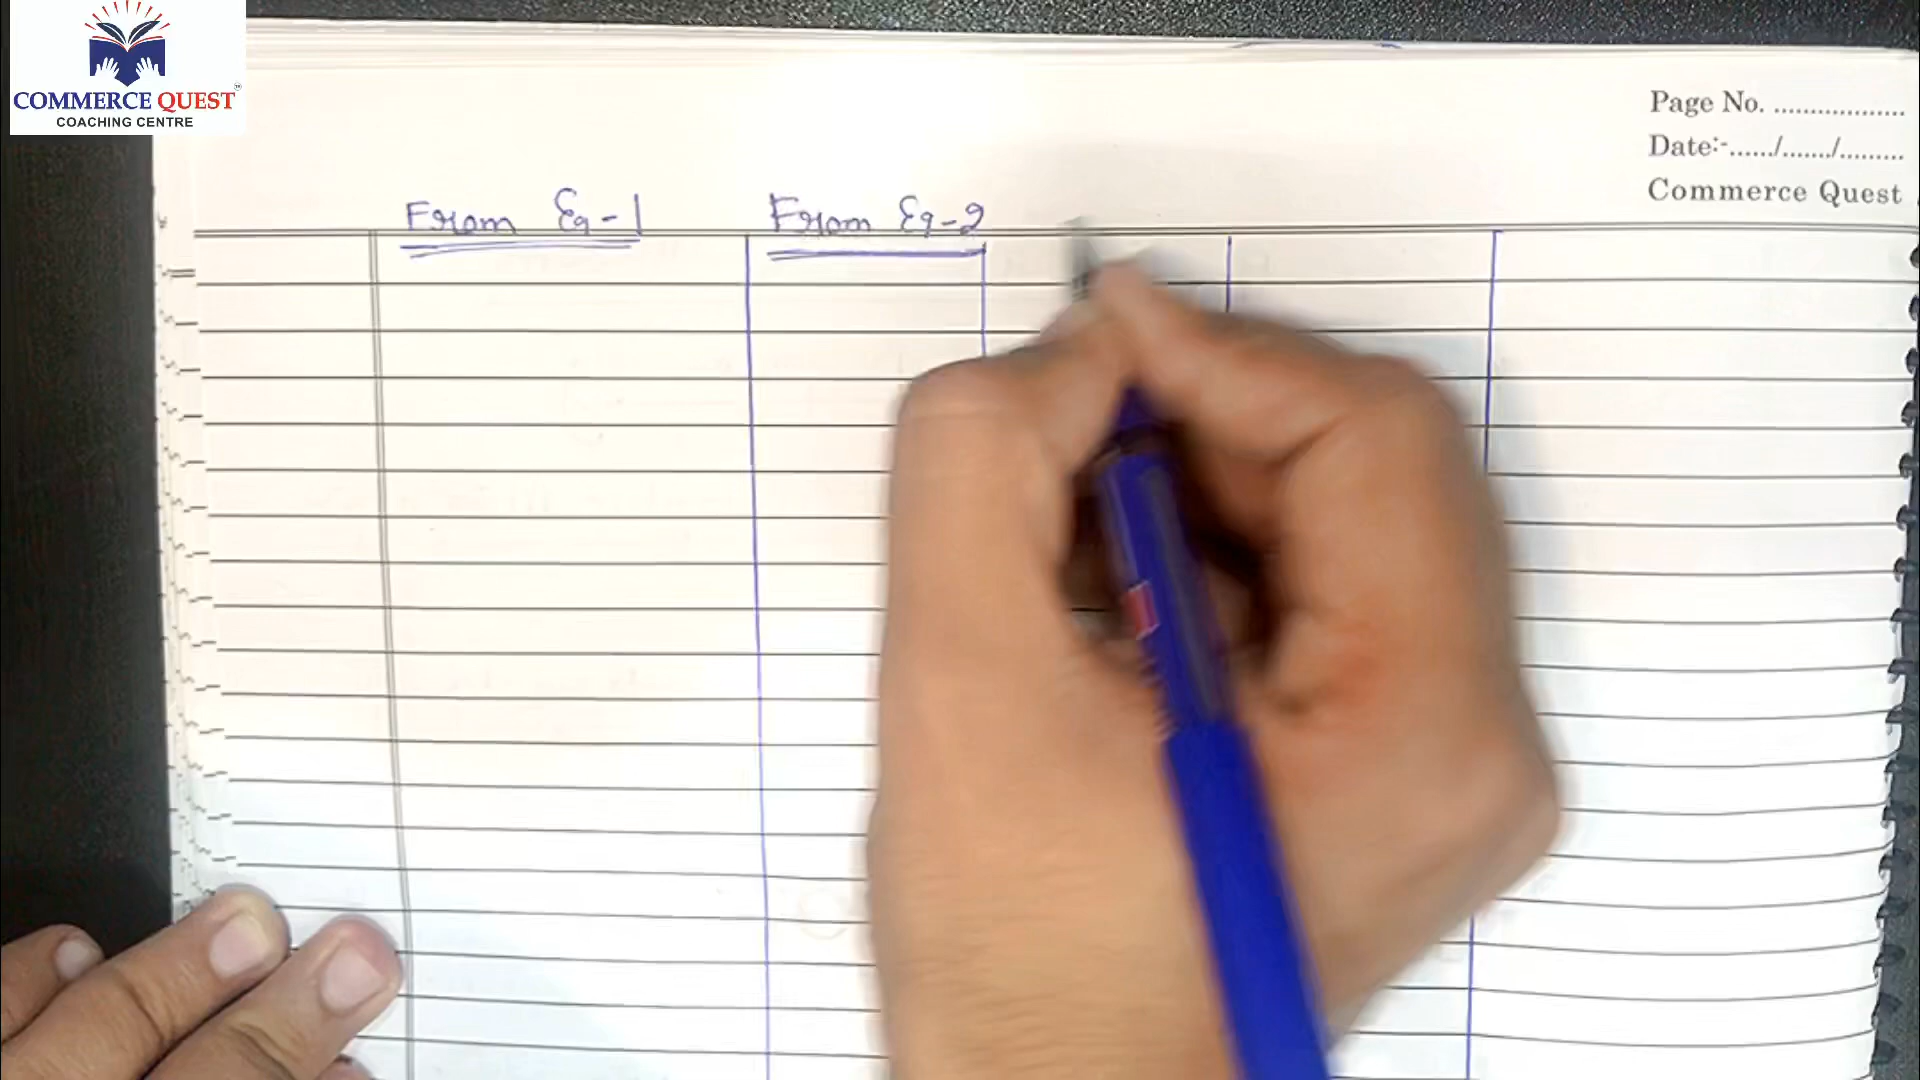 COMMERCE QUEST
COACHING CENTRE
Page No. ..................
Date:-....../......./.........
Commerce Quest
From Eq-1
From Eq-2